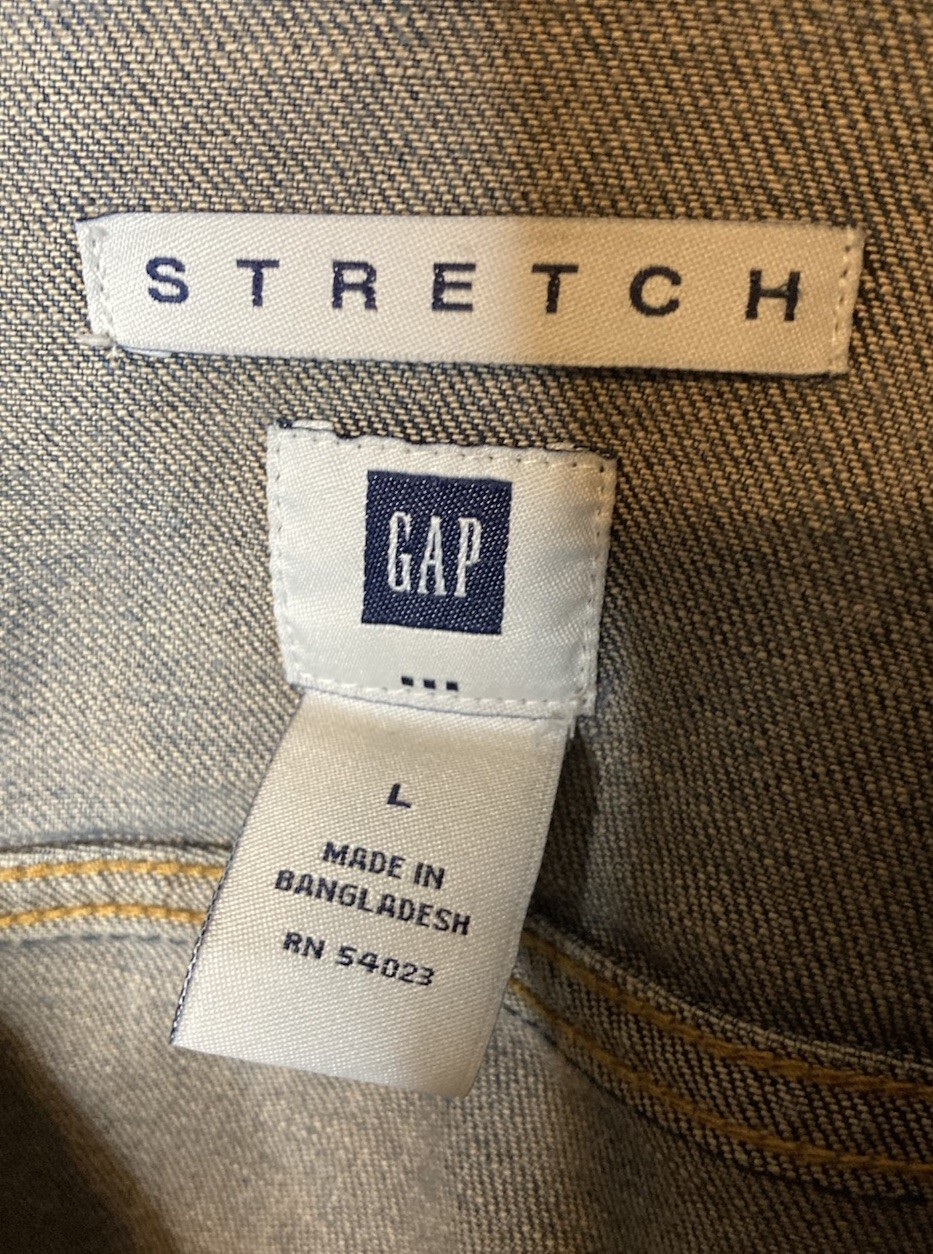 STRETCH
GAP
L
MADE IN
BANGLADESH
RN 54023